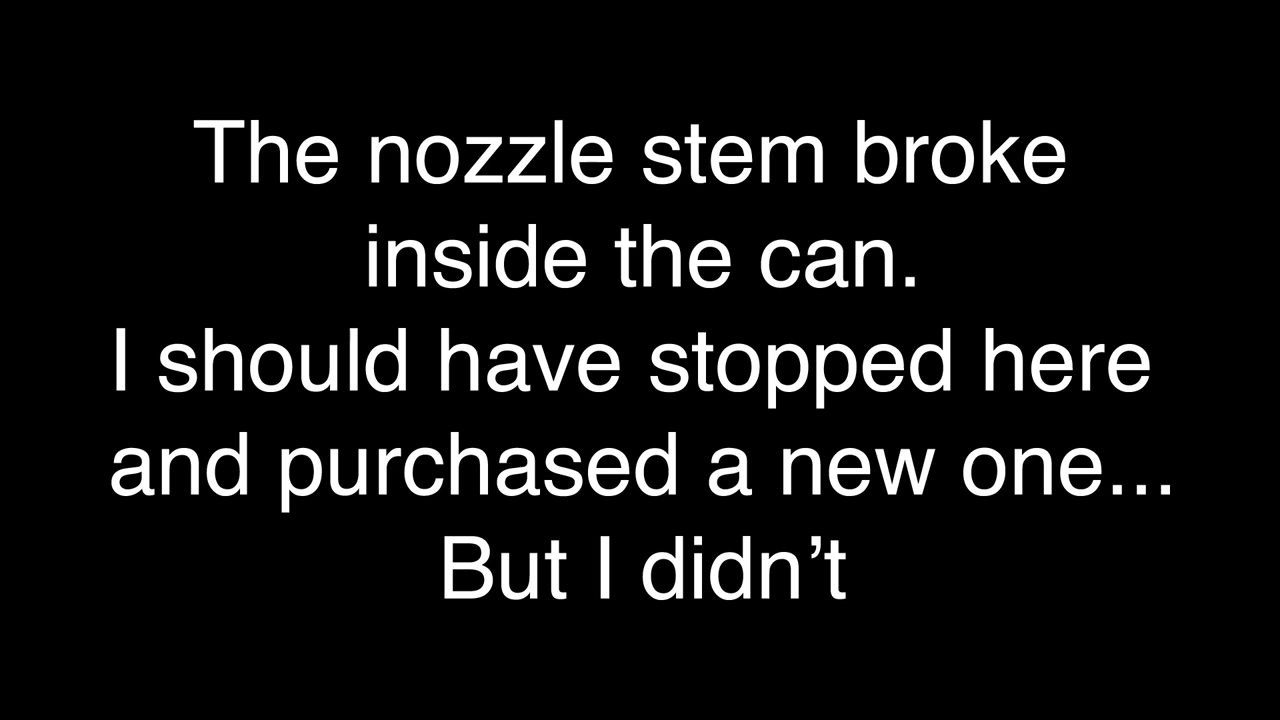 The nozzle stem broke
inside the can.
I should have stopped here
and purchased a new one...
But I didn’t